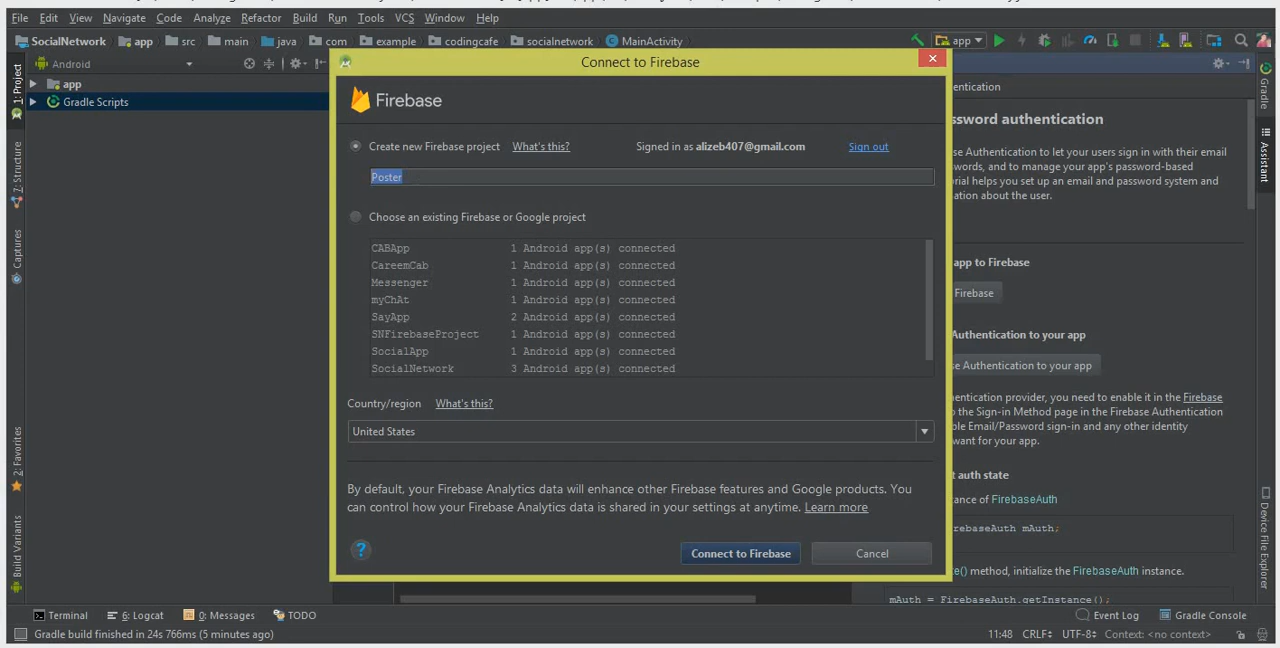 File Edit View Navigate Code Analyze Refactor Build Run Tools VCS Window Help
SocialNetwork app src main java com example codingcafe socialnetwork MainActivity
app
Connect to Firebase
1: Project
Android
app
Gradle Scripts
Z: Structure
Captures
2: Favorites
Build Variants
Firebase
Create new Firebase project What's this? Signed in as alizeb407@gmail.com Sign out
Poster
Choose an existing Firebase or Google project
CABApp 1 Android app(s) connected
CareemCab 1 Android app(s) connected
Messenger 1 Android app(s) connected
myChAt 1 Android app(s) connected
SayApp 2 Android app(s) connected
SNFirebaseProject 1 Android app(s) connected
SocialApp 1 Android app(s) connected
SocialNetwork 3 Android app(s) connected
Country/region What's this?
United States
By default, your Firebase Analytics data will enhance other Firebase features and Google products. You
can control how your Firebase Analytics data is shared in your settings at anytime. Learn more
? Connect to Firebase Cancel
entication
sword authentication
se Authentication to let your users sign in with their email
words, and to manage your app's password-based
orial helps you set up an email and password system and
ation about the user.
app to Firebase
Firebase
Authentication to your app
se Authentication to your app
entication provider, you need to enable it in the Firebase
o the Sign-in Method page in the Firebase Authentication
ble Email/Password sign-in and any other identity
want for your app.
t auth state
tance of FirebaseAuth
rebaseAuth mAuth;
te() method, initialize the FirebaseAuth instance.
mAuth = FirebaseAuth.getInstance();
Gradle
Assistant
Device File Explorer
Terminal 6: Logcat 0: Messages TODO Event Log Gradle Console
Gradle build finished in 24s 766ms (5 minutes ago) 11:48 CRLF UTF-8 Context: <no context>